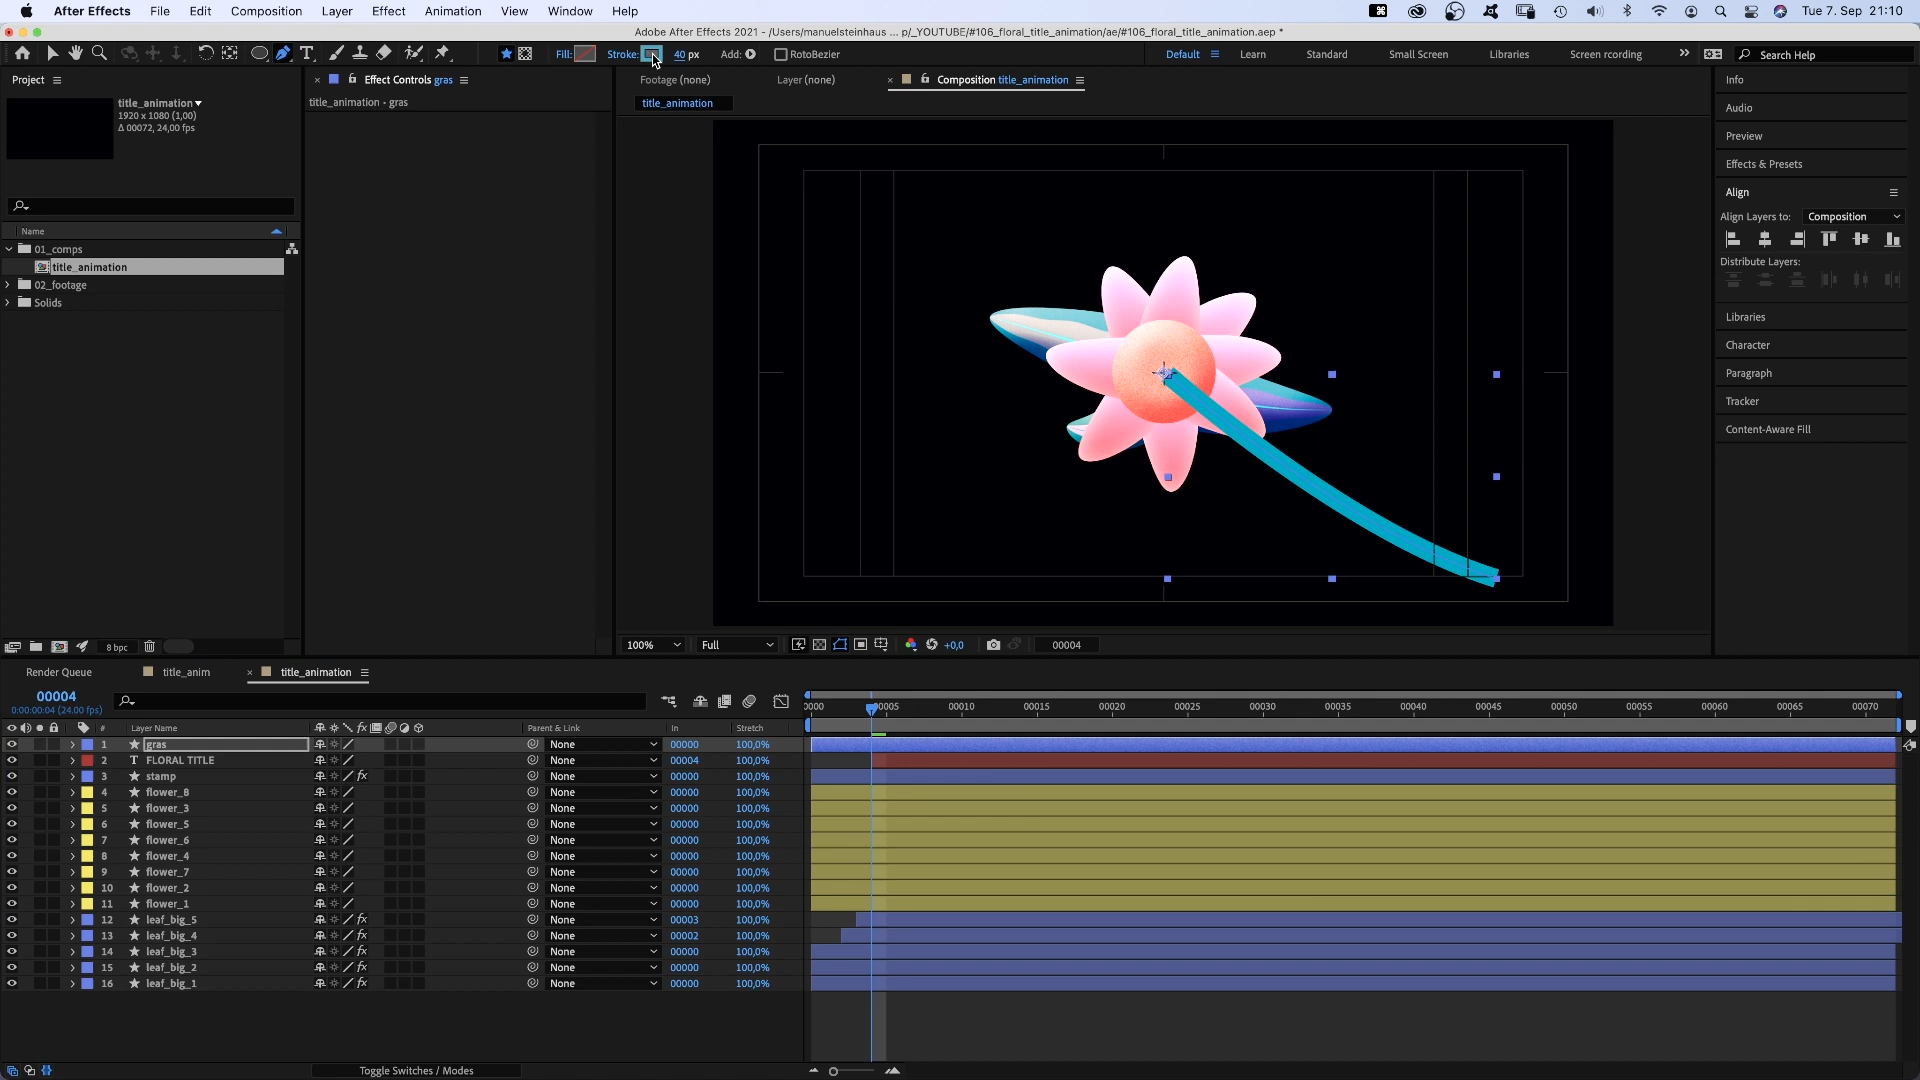 After Effects File Edit Composition Layer Effect Animation View Window Help Tue 7. Sep 21:10
Adobe After Effects 2021 - /Users/manuelsteinhaus ... p/_YOUTUBE/#106_floral_title_animation/ae/#106_floral_title_animation.aep *
Fill: Stroke: 40 px Add: RotoBezier Default Learn Standard Small Screen Libraries Screen rcording Search Help
Project Effect Controls gras Footage (none) Layer (none) Composition title_animation Info
title_animation - gras title_animation
title_animation
1920 x 1080 (1,00)
Δ 00072, 24,00 fps
Audio
Preview
Effects & Presets
Align
Align Layers to: Composition
Distribute Layers:
Libraries
Character
Paragraph
Tracker
Content-Aware Fill
Name
01_comps
title_animation
02_footage
Solids
8 bpc 100% Full +0,0 00004
Render Queue title_anim title_animation
00004
0:00:00:04 (24.00 fps)
0000 00005 00010 00015 00020 00025 00030 00035 00040 00045 00050 00055 00060 00065 00070
# Layer Name fx Parent & Link In Stretch
1 gras None 00000 100,0%
2 T FLORAL TITLE None 00004 100,0%
3 stamp fx None 00000 100,0%
4 flower_8 None 00000 100,0%
5 flower_3 None 00000 100,0%
6 flower_5 None 00000 100,0%
7 flower_6 None 00000 100,0%
8 flower_4 None 00000 100,0%
9 flower_7 None 00000 100,0%
10 flower_2 None 00000 100,0%
11 flower_1 None 00000 100,0%
12 leaf_big_5 fx None 00003 100,0%
13 leaf_big_4 fx None 00002 100,0%
14 leaf_big_3 fx None 00000 100,0%
15 leaf_big_2 fx None 00000 100,0%
16 leaf_big_1 fx None 00000 100,0%
Toggle Switches / Modes